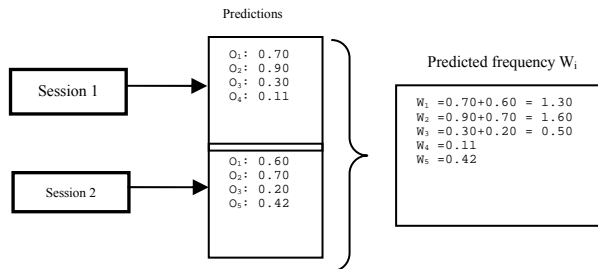 Predictions
Session 1
O₁: 0.70
O₂: 0.90
O₃: 0.30
O₄: 0.11
Session 2
O₁: 0.60
O₂: 0.70
O₃: 0.20
O₅: 0.42
Predicted frequency Wᵢ
W₁ =0.70+0.60 = 1.30
W₂ =0.90+0.70 = 1.60
W₃ =0.30+0.20 = 0.50
W₄ =0.11
W₅ =0.42